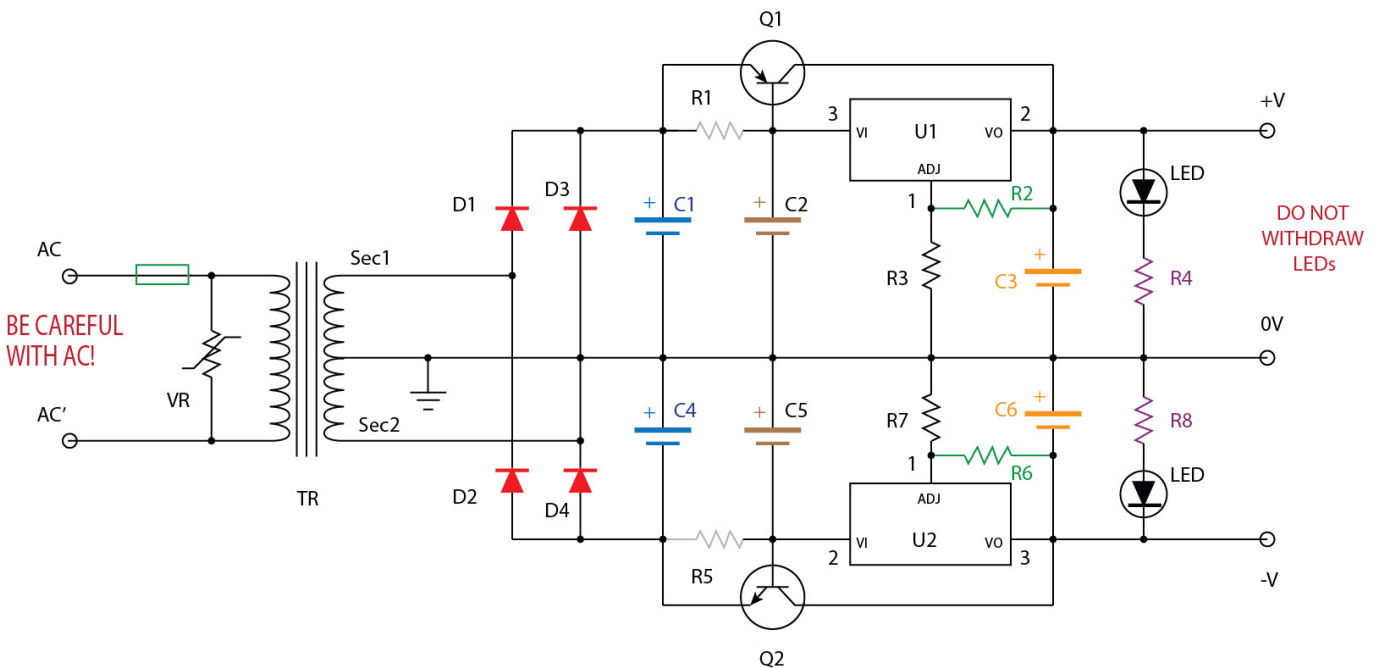 Q1
R1
3
VI
U1
VO
2
+V
ADJ
LED
D1
D3
+
C1
+
C2
1
R2
DO NOT
WITHDRAW
LEDs
AC
Sec1
R3
+
C3
R4
BE CAREFUL
WITH AC!
0V
VR
AC’
Sec2
+
C4
+
C5
R7
C6
+
R8
1
R6
LED
TR
D2
D4
ADJ
R5
2
VI
U2
VO
3
-V
Q2